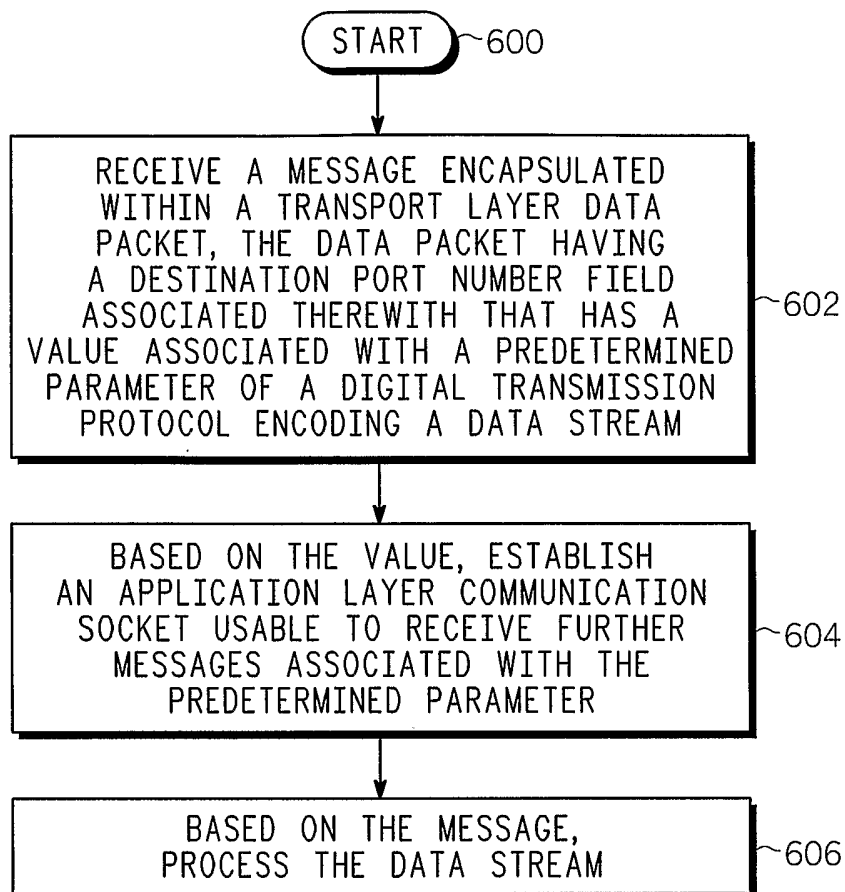 START 600
RECEIVE A MESSAGE ENCAPSULATED
WITHIN A TRANSPORT LAYER DATA
PACKET, THE DATA PACKET HAVING
A DESTINATION PORT NUMBER FIELD
ASSOCIATED THEREWITH THAT HAS A
VALUE ASSOCIATED WITH A PREDETERMINED
PARAMETER OF A DIGITAL TRANSMISSION
PROTOCOL ENCODING A DATA STREAM
602
BASED ON THE VALUE, ESTABLISH
AN APPLICATION LAYER COMMUNICATION
SOCKET USABLE TO RECEIVE FURTHER
MESSAGES ASSOCIATED WITH THE
PREDETERMINED PARAMETER
604
BASED ON THE MESSAGE,
PROCESS THE DATA STREAM
606